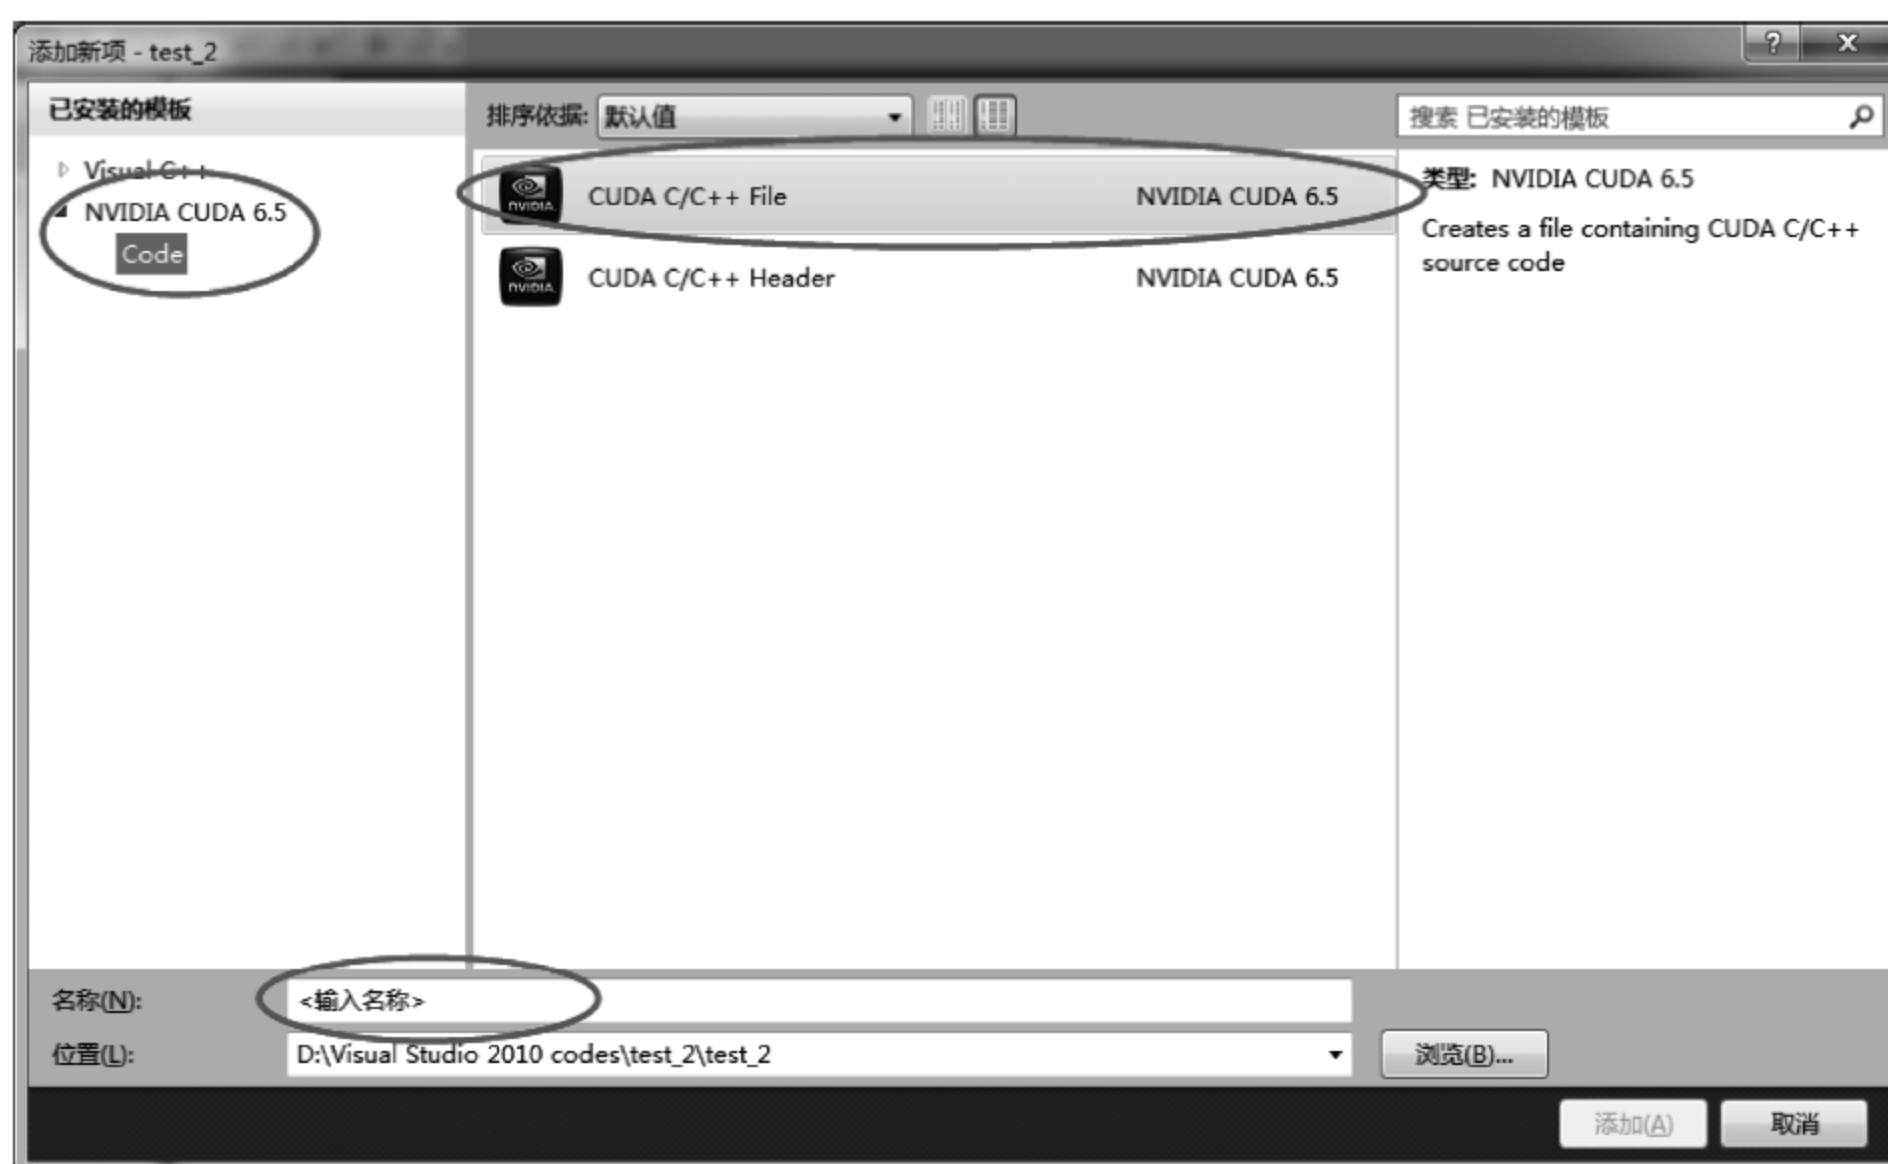 添加新项 - test_2
已安装的模板
排序依据: 默认值
搜索 已安装的模板
Visual C++
NVIDIA CUDA 6.5
Code
NVIDIA
CUDA C/C++ File
NVIDIA CUDA 6.5
NVIDIA
CUDA C/C++ Header
NVIDIA CUDA 6.5
类型: NVIDIA CUDA 6.5
Creates a file containing CUDA C/C++
source code
名称(N):
<输入名称>
位置(L):
D:\Visual Studio 2010 codes\test_2\test_2
浏览(B)...
添加(A)
取消